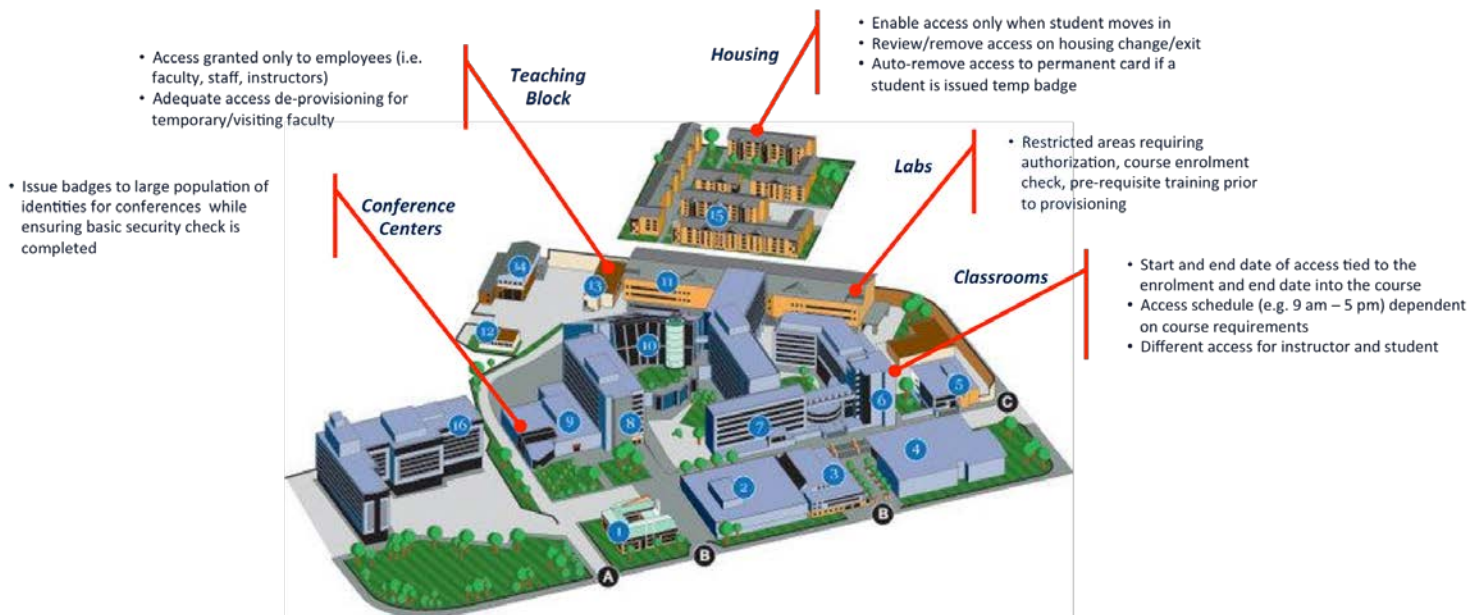 • Access granted only to employees (i.e.
faculty, staff, instructors)
• Adequate access de-provisioning for
temporary/visiting faculty
Teaching
Block
Housing
• Enable access only when student moves in
• Review/remove access on housing change/exit
• Auto-remove access to permanent card if a
student is issued temp badge
• Issue badges to large population of
identities for conferences while
ensuring basic security check is
completed
Conference
Centers
Labs
• Restricted areas requiring
authorization, course enrolment
check, pre-requisite training prior
to provisioning
Classrooms
• Start and end date of access tied to the
enrolment and end date into the course
• Access schedule (e.g. 9 am – 5 pm) dependent
on course requirements
• Different access for instructor and student
15
14
13
11
12
10
16
9
8
7
6
5
C
4
3
2
1
B
B
A